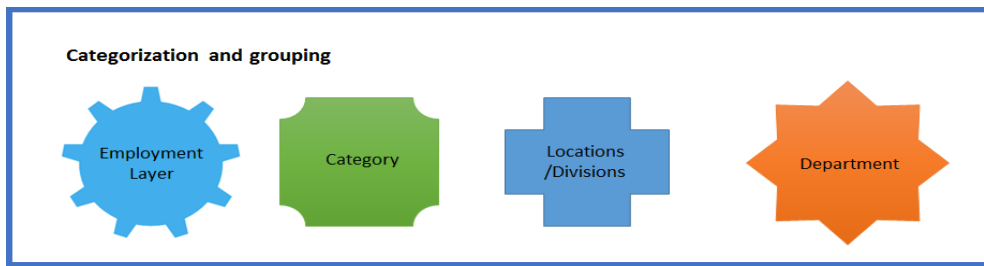 Categorization and grouping
Employment
Layer
Category
Locations
/Divisions
Department